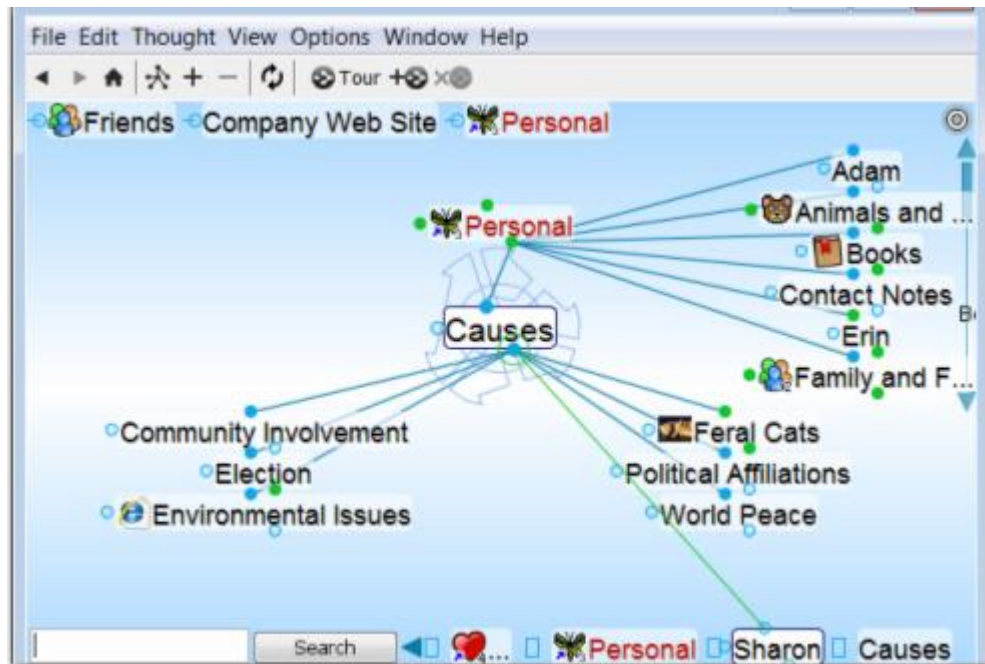 File Edit Thought View Options Window Help
Tour
Friends Company Web Site Personal
Adam
Personal
Animals and ...
Books
Contact Notes
Causes
Erin
Family and F...
Community Involvement
Feral Cats
Election
Political Affiliations
Environmental Issues
World Peace
Search ... Personal Sharon Causes